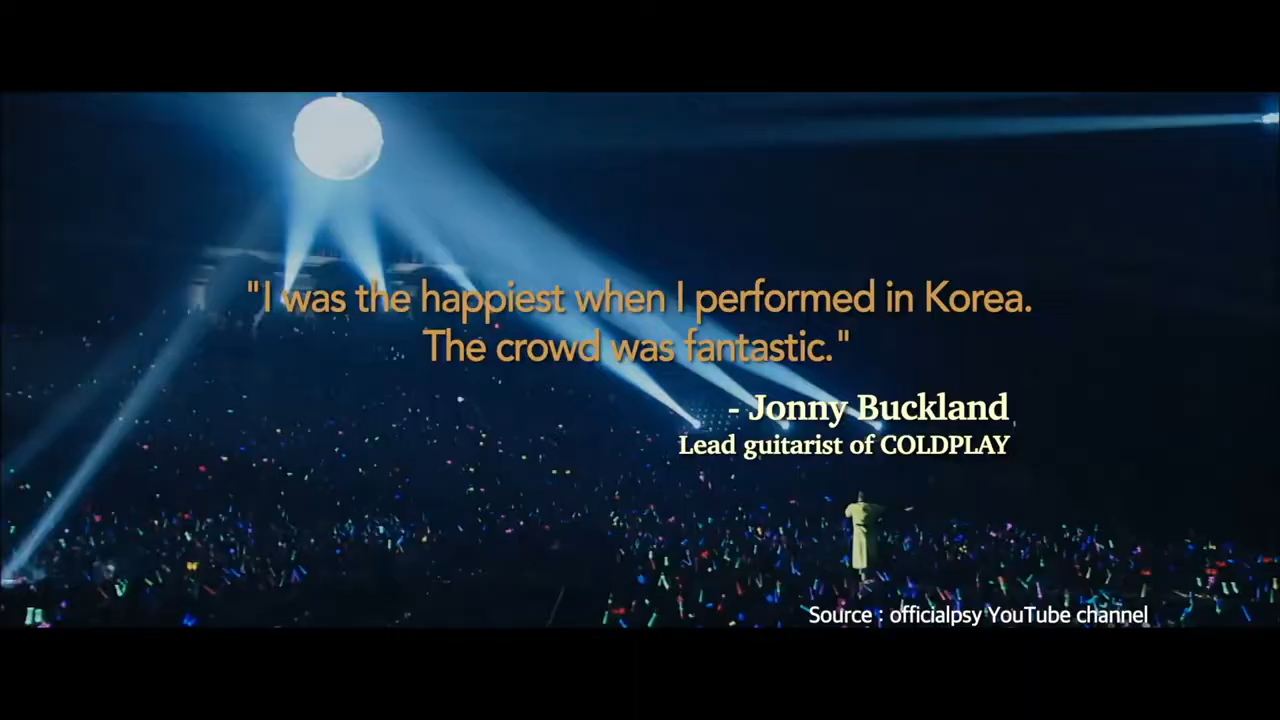 "I was the happiest when I performed in Korea.
The crowd was fantastic."
- Jonny Buckland
Lead guitarist of COLDPLAY
Source : officialpsy YouTube channel